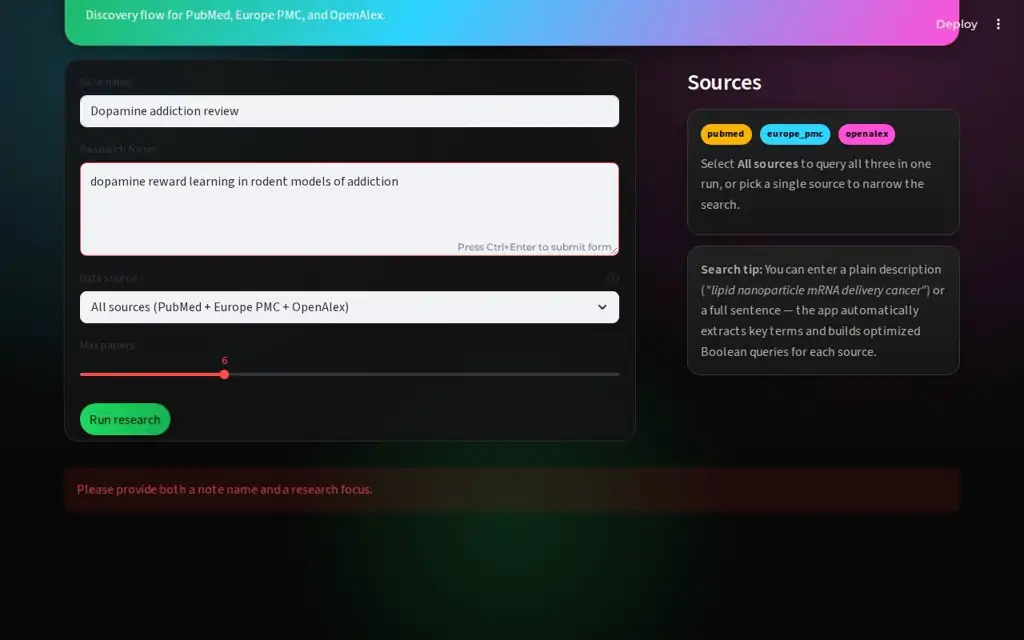 Discovery flow for PubMed, Europe PMC, and OpenAlex.
Deploy
Note name
Dopamine addiction review
Research focus
dopamine reward learning in rodent models of addiction
Press Ctrl+Enter to submit form
Data source
All sources (PubMed + Europe PMC + OpenAlex)
Max papers
6
Run research
Please provide both a note name and a research focus.
Sources
pubmed europe_pmc openalex
Select All sources to query all three in one
run, or pick a single source to narrow the
search.
Search tip: You can enter a plain description
("lipid nanoparticle mRNA delivery cancer") or
a full sentence — the app automatically
extracts key terms and builds optimized
Boolean queries for each source.